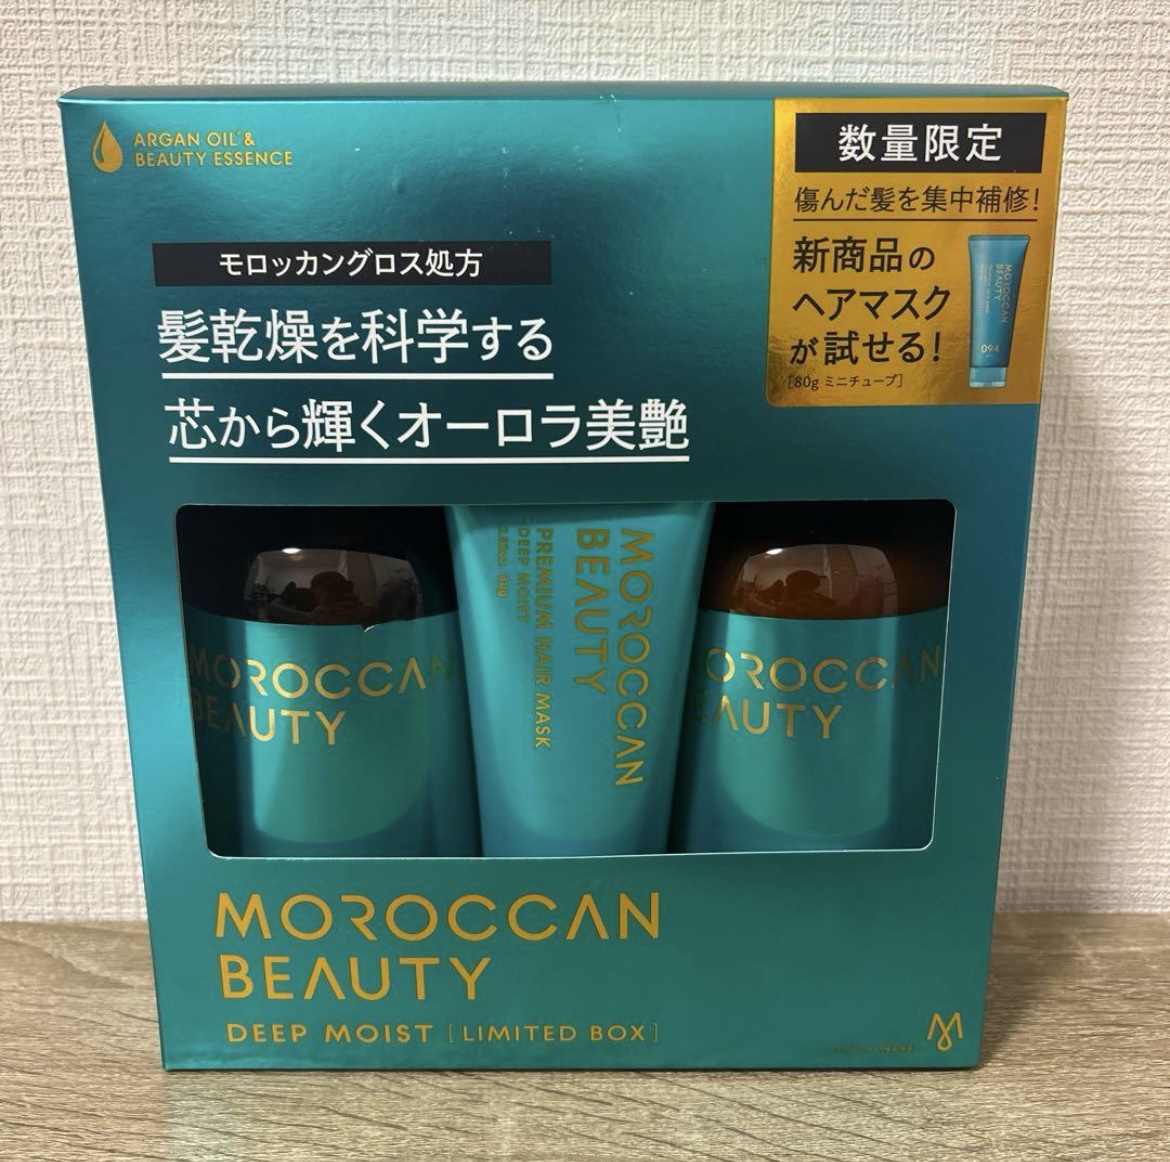 ARGAN OIL*&
BEAUTY ESSENCE
数量限定
傷んだ髪を集中補修!
新商品の
ヘアマスク
が試せる!
[80g ミニチューブ]
MOROCCAN
BEAUTY
094
モロッカングロス処方
髪乾燥を科学する
芯から輝くオーロラ美艶
MOROCCAN
BEAUTY
MOROCCAN
BEAUTY
PREMIUM HAIR MASK
DEEP MOIST
OROCCAN
BEAUTY
MOROCCAN
BEAUTY
DEEP MOIST [LIMITED BOX]